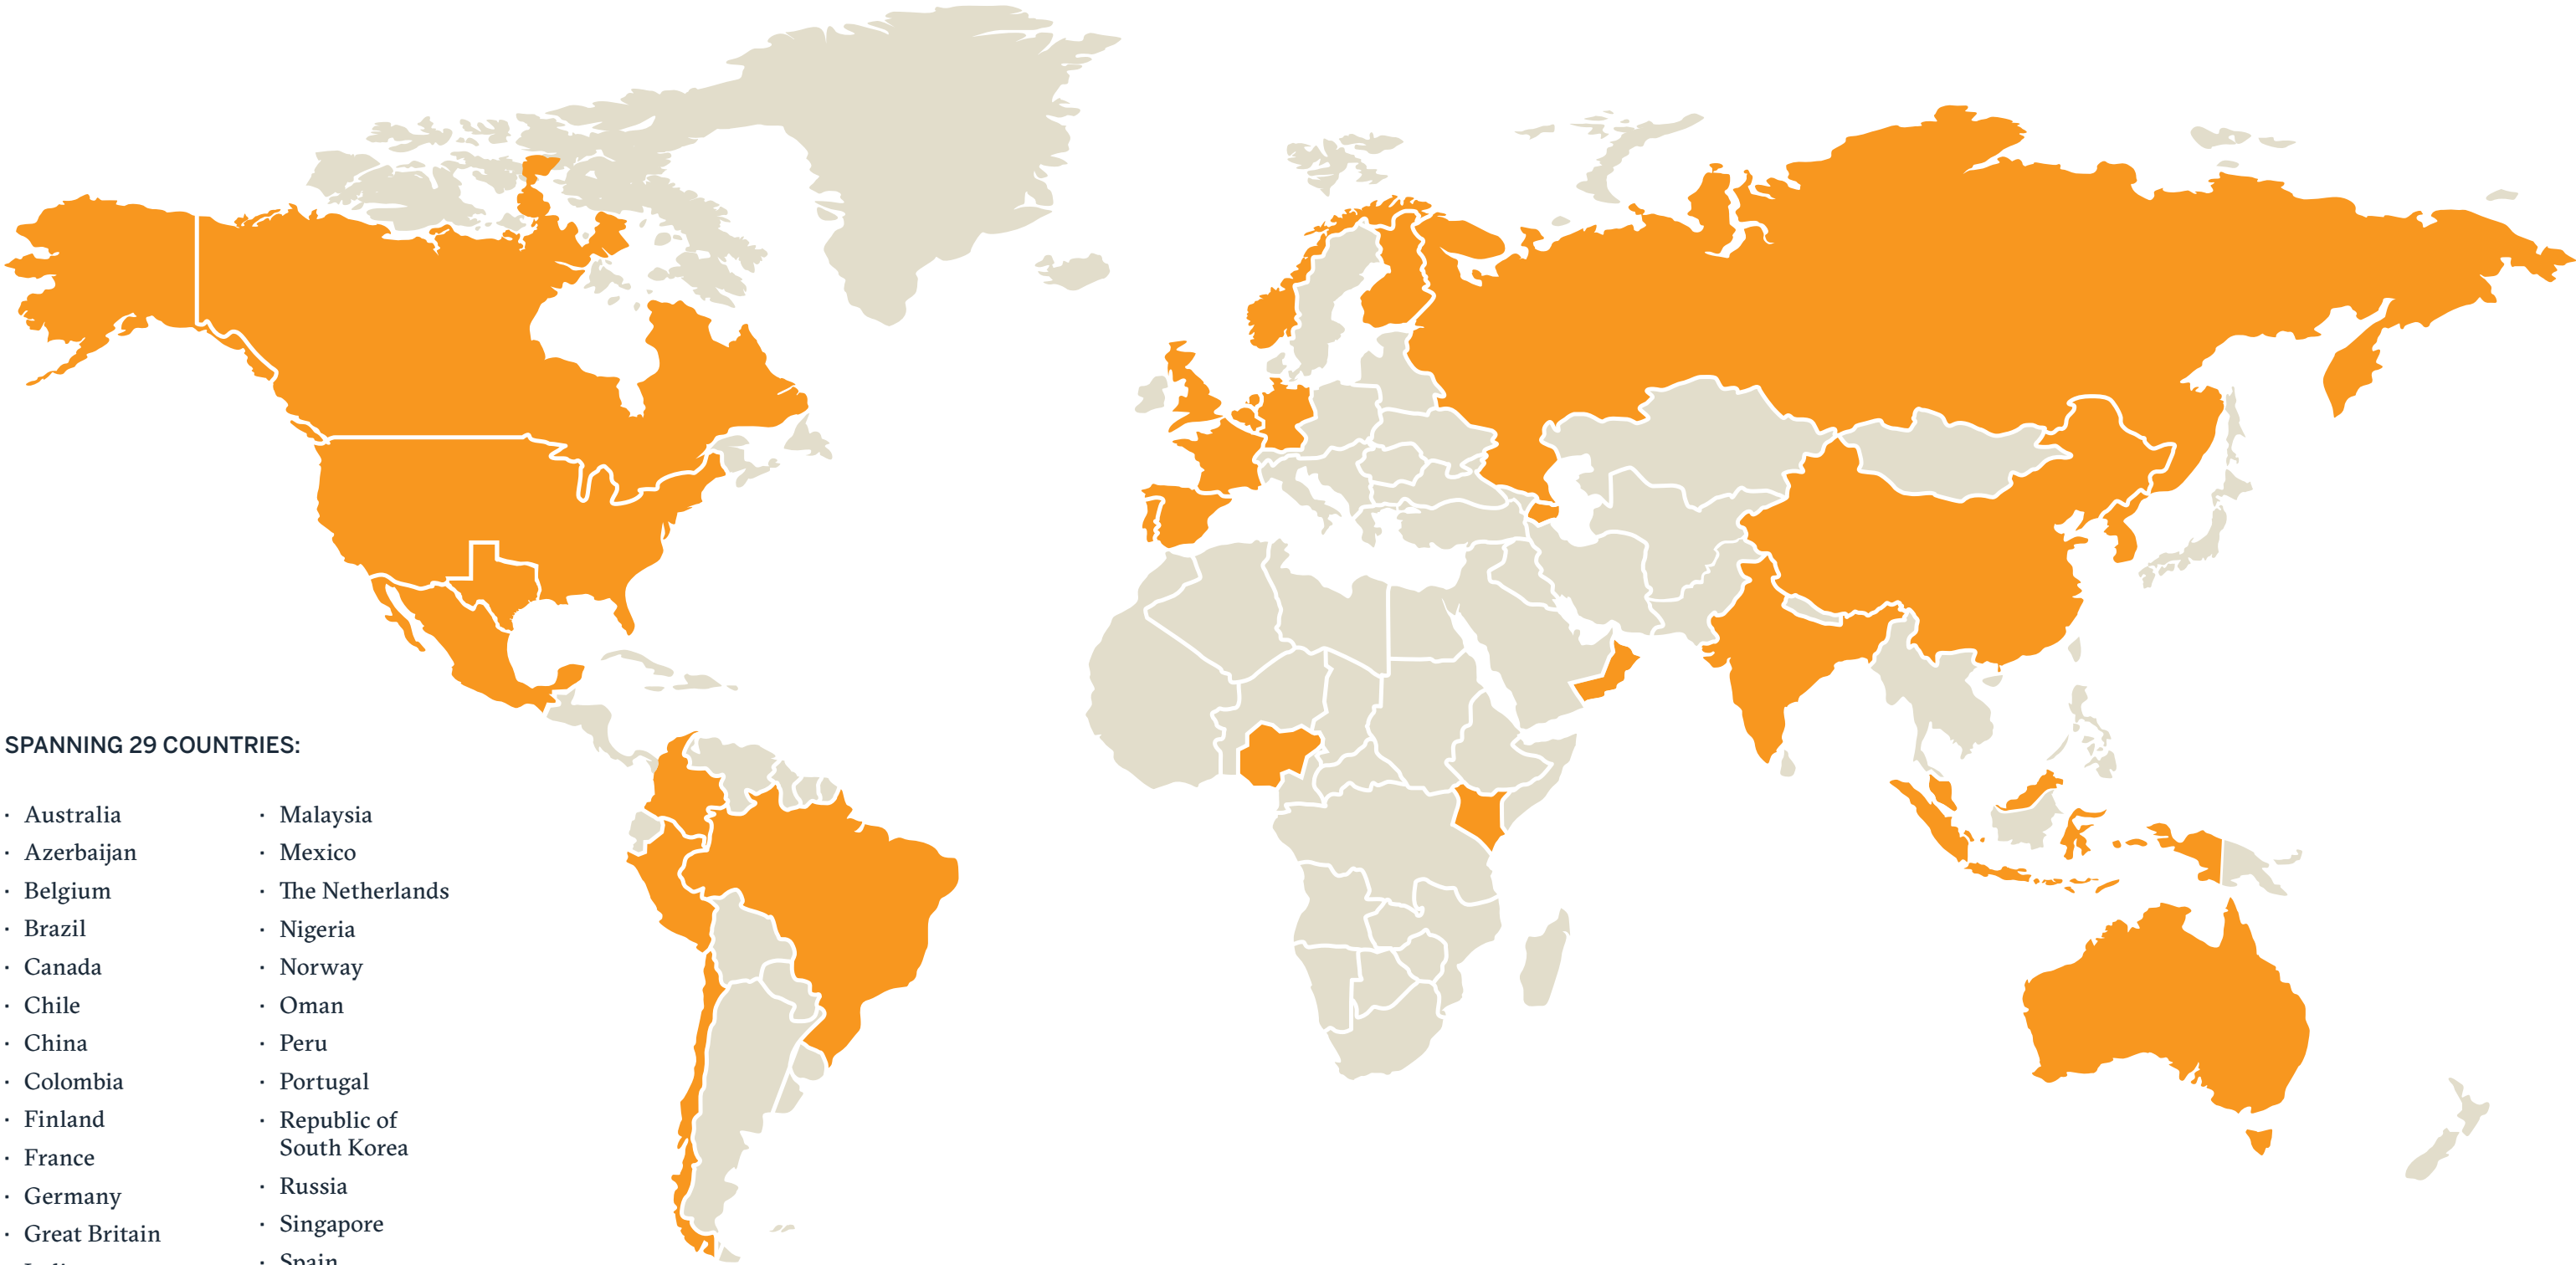 SPANNING 29 COUNTRIES:
· Australia
· Azerbaijan
· Belgium
· Brazil
· Canada
· Chile
· China
· Colombia
· Finland
· France
· Germany
· Great Britain
· Malaysia
· Mexico
· The Netherlands
· Nigeria
· Norway
· Oman
· Peru
· Portugal
· Republic of
South Korea
· Russia
· Singapore
· Spain